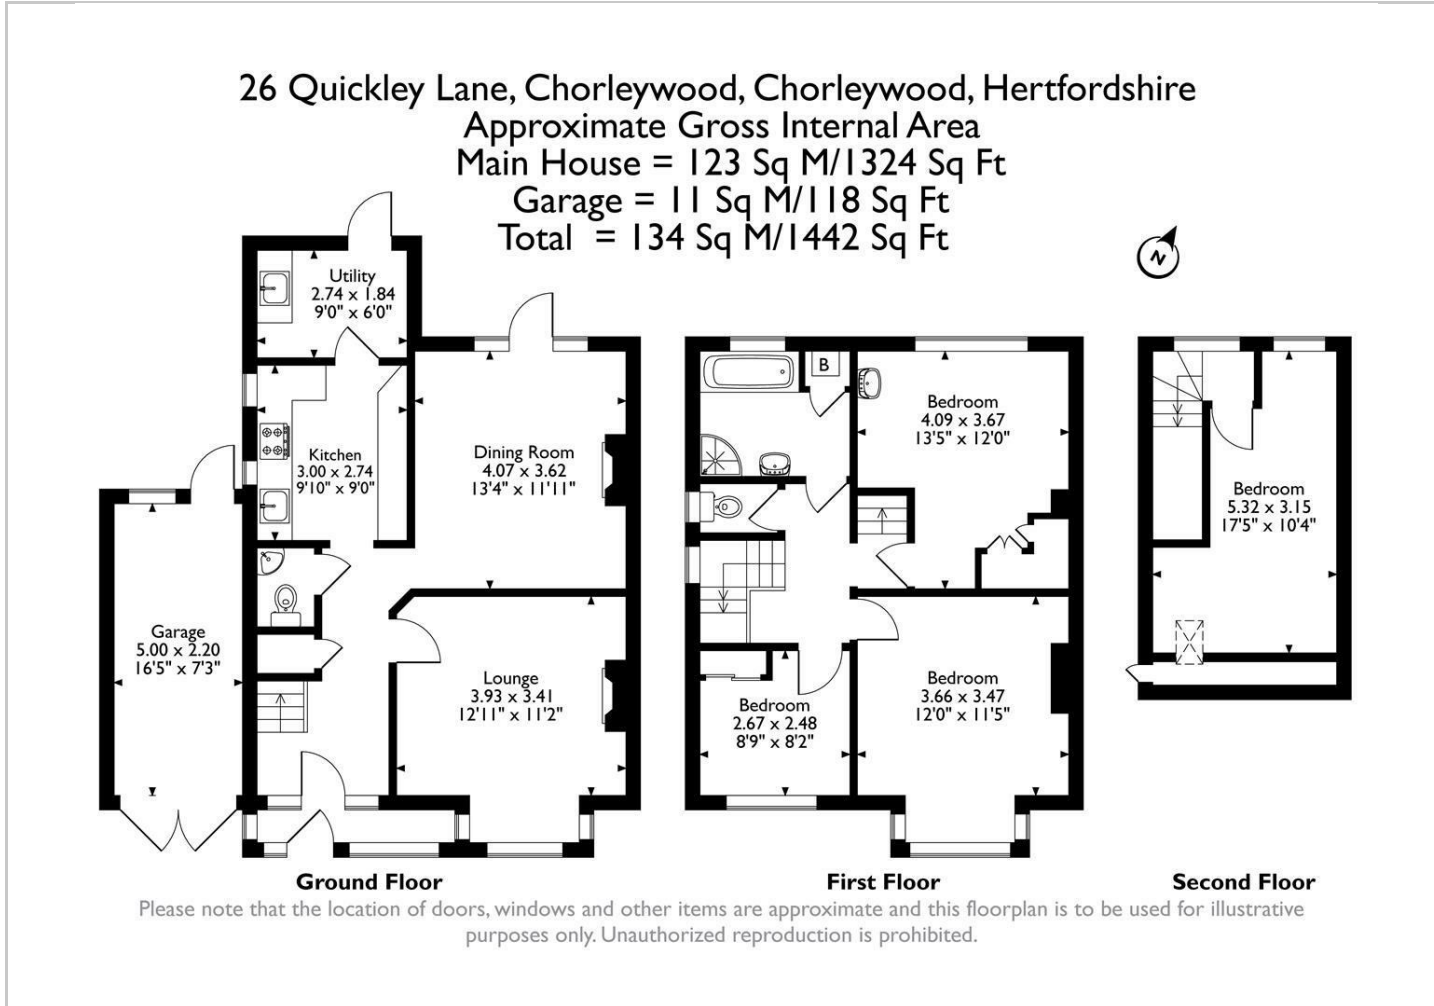 26 Quickley Lane, Chorleywood, Chorleywood, Hertfordshire
Approximate Gross Internal Area
Main House = 123 Sq M/1324 Sq Ft
Garage = 11 Sq M/118 Sq Ft
Total = 134 Sq M/1442 Sq Ft
N
Utility
2.74 x 1.84
9'0" x 6'0"
Kitchen
3.00 x 2.74
9'10" x 9'0"
Dining Room
4.07 x 3.62
13'4" x 11'11"
Garage
5.00 x 2.20
16'5" x 7'3"
Lounge
3.93 x 3.41
12'11" x 11'2"
Ground Floor
B
Bedroom
4.09 x 3.67
13'5" x 12'0"
Bedroom
2.67 x 2.48
8'9" x 8'2"
Bedroom
3.66 x 3.47
12'0" x 11'5"
First Floor
Bedroom
5.32 x 3.15
17'5" x 10'4"
Second Floor
Please note that the location of doors, windows and other items are approximate and this floorplan is to be used for illustrative
purposes only. Unauthorized reproduction is prohibited.